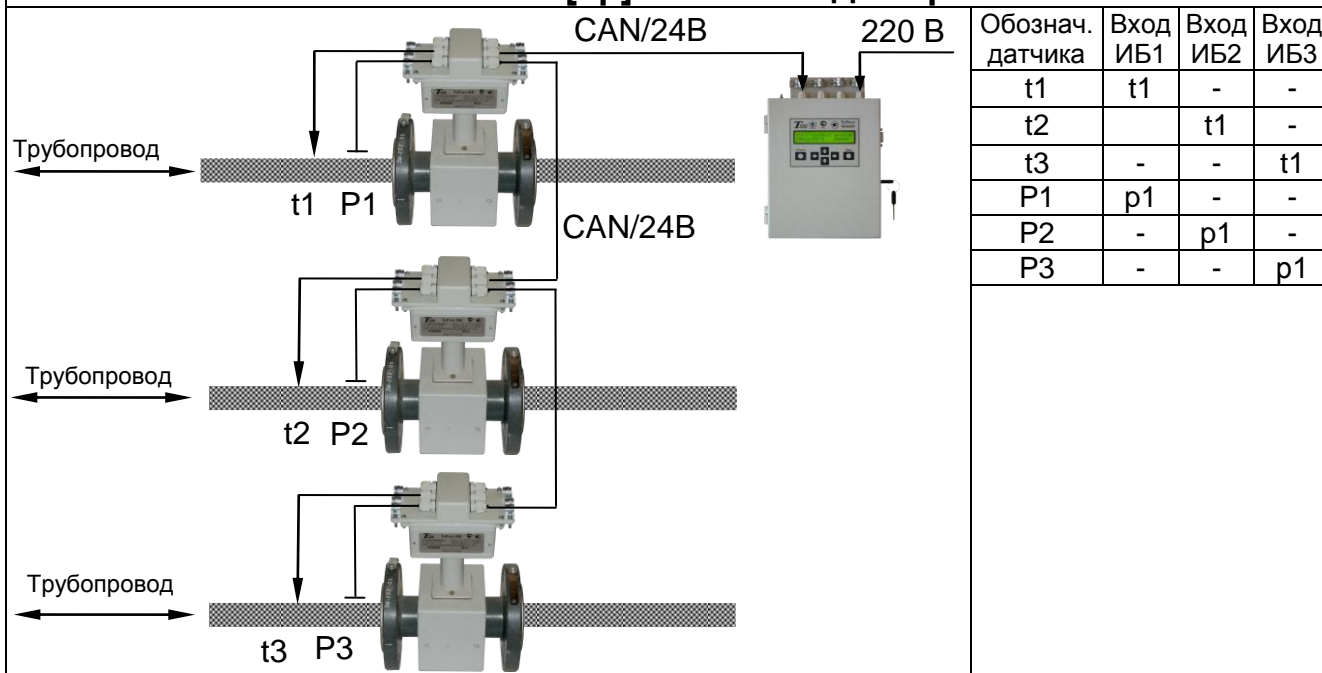 CAN/24В
220 В
Трубопровод
t1 P1
CAN/24В
Трубопровод
t2 P2
Трубопровод
t3 P3
Обознач. датчика | Вход ИБ1 | Вход ИБ2 | Вход ИБ3
t1 | t1 | - | -
t2 | | t1 | -
t3 | - | - | t1
P1 | p1 | - | -
P2 | - | p1 | -
P3 | - | - | p1